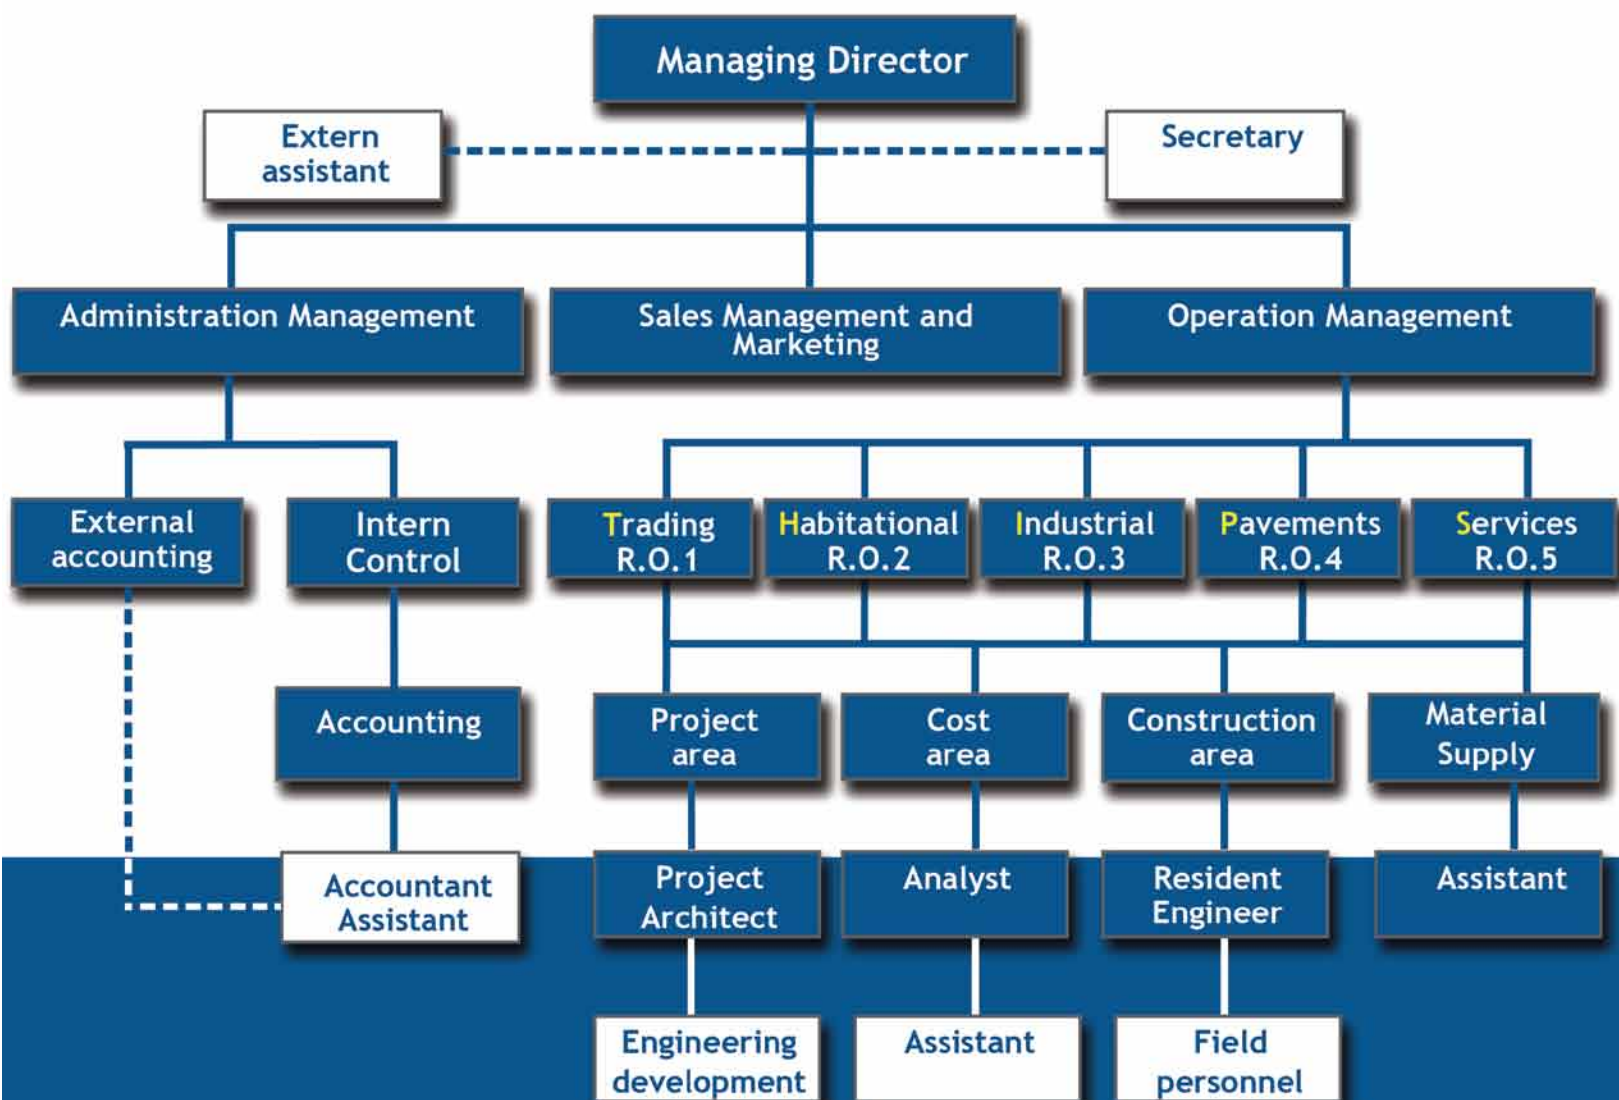 Managing Director
Extern
assistant
Secretary
Administration Management
Sales Management and
Marketing
Operation Management
External
accounting
Intern
Control
Trading
R.O.1
Habitational
R.O.2
Industrial
R.O.3
Pavements
R.O.4
Services
R.O.5
Accounting
Project
area
Cost
area
Construction
area
Material
Supply
Accountant
Assistant
Project
Architect
Analyst
Resident
Engineer
Assistant
Engineering
development
Assistant
Field
personnel